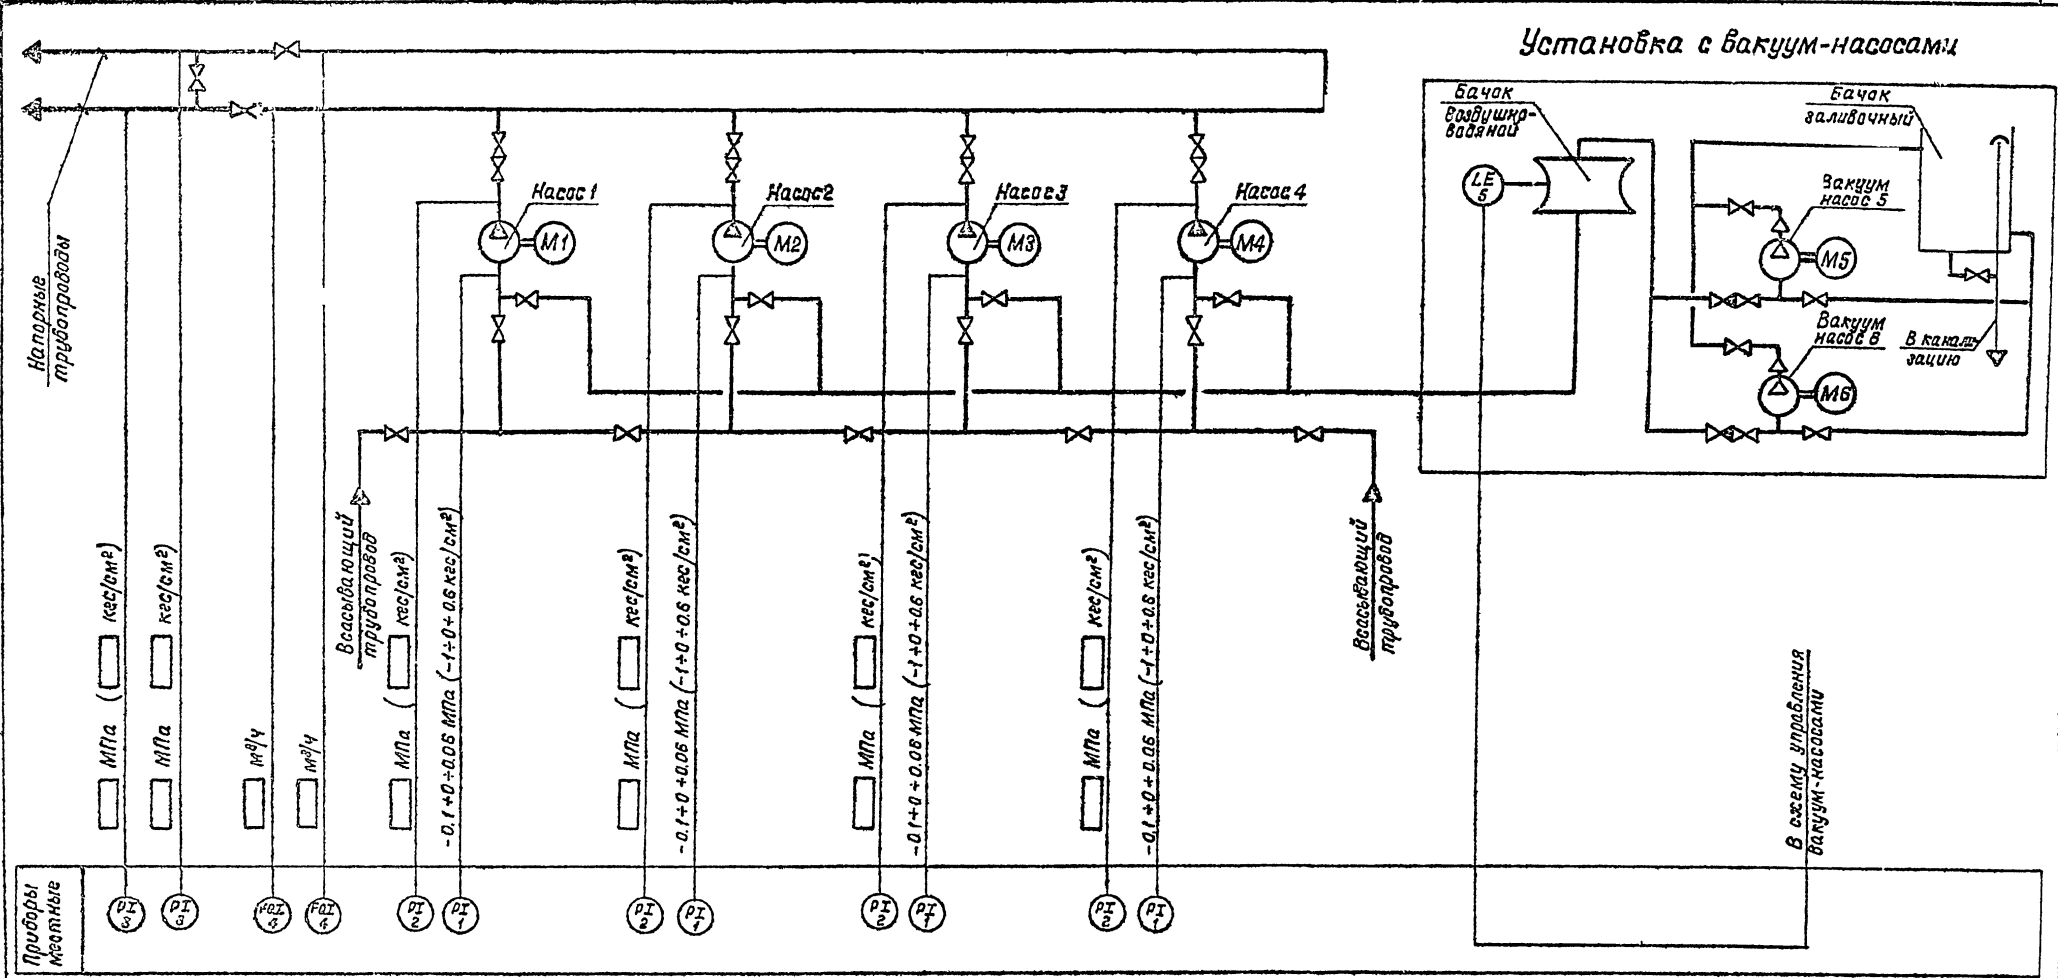 Установка с вакуум-насосами
Бачок
воздушно-
водяной
Бачок
заливочный
LE
5
Вакуум
насос 5
M5
Вакуум
насос 6
M6
В канали-
зацию
Насос 1
M1
Насос 2
M2
Насос 3
M3
Насос 4
M4
Напорные
трубопроводы
Всасывающий
трубопровод
Всасывающий
трубопровод
МПа ( кгс/см²)
МПа кгс/см²)
м³/ч
м³/ч
МПа ( кгс/см²)
-0.1÷0÷0.06 МПа (-1÷0÷0.6 кгс/см²)
МПа ( кгс/см²)
-0.1÷0÷0.06 МПа (-1÷0÷0.6 кгс/см²)
МПа ( кгс/см²)
-0.1÷0÷0.06 МПа (-1÷0÷0.6 кгс/см²)
МПа ( кгс/см²)
-0.1÷0÷0.06 МПа (-1÷0÷0.6 кгс/см²)
В схему управления
вакуум-насосами
Приборы
местные
PI
3
PI
3
FQI
4
FQI
4
PI
2
PI
1
PI
2
PI
1
PI
2
PI
1
PI
2
PI
1